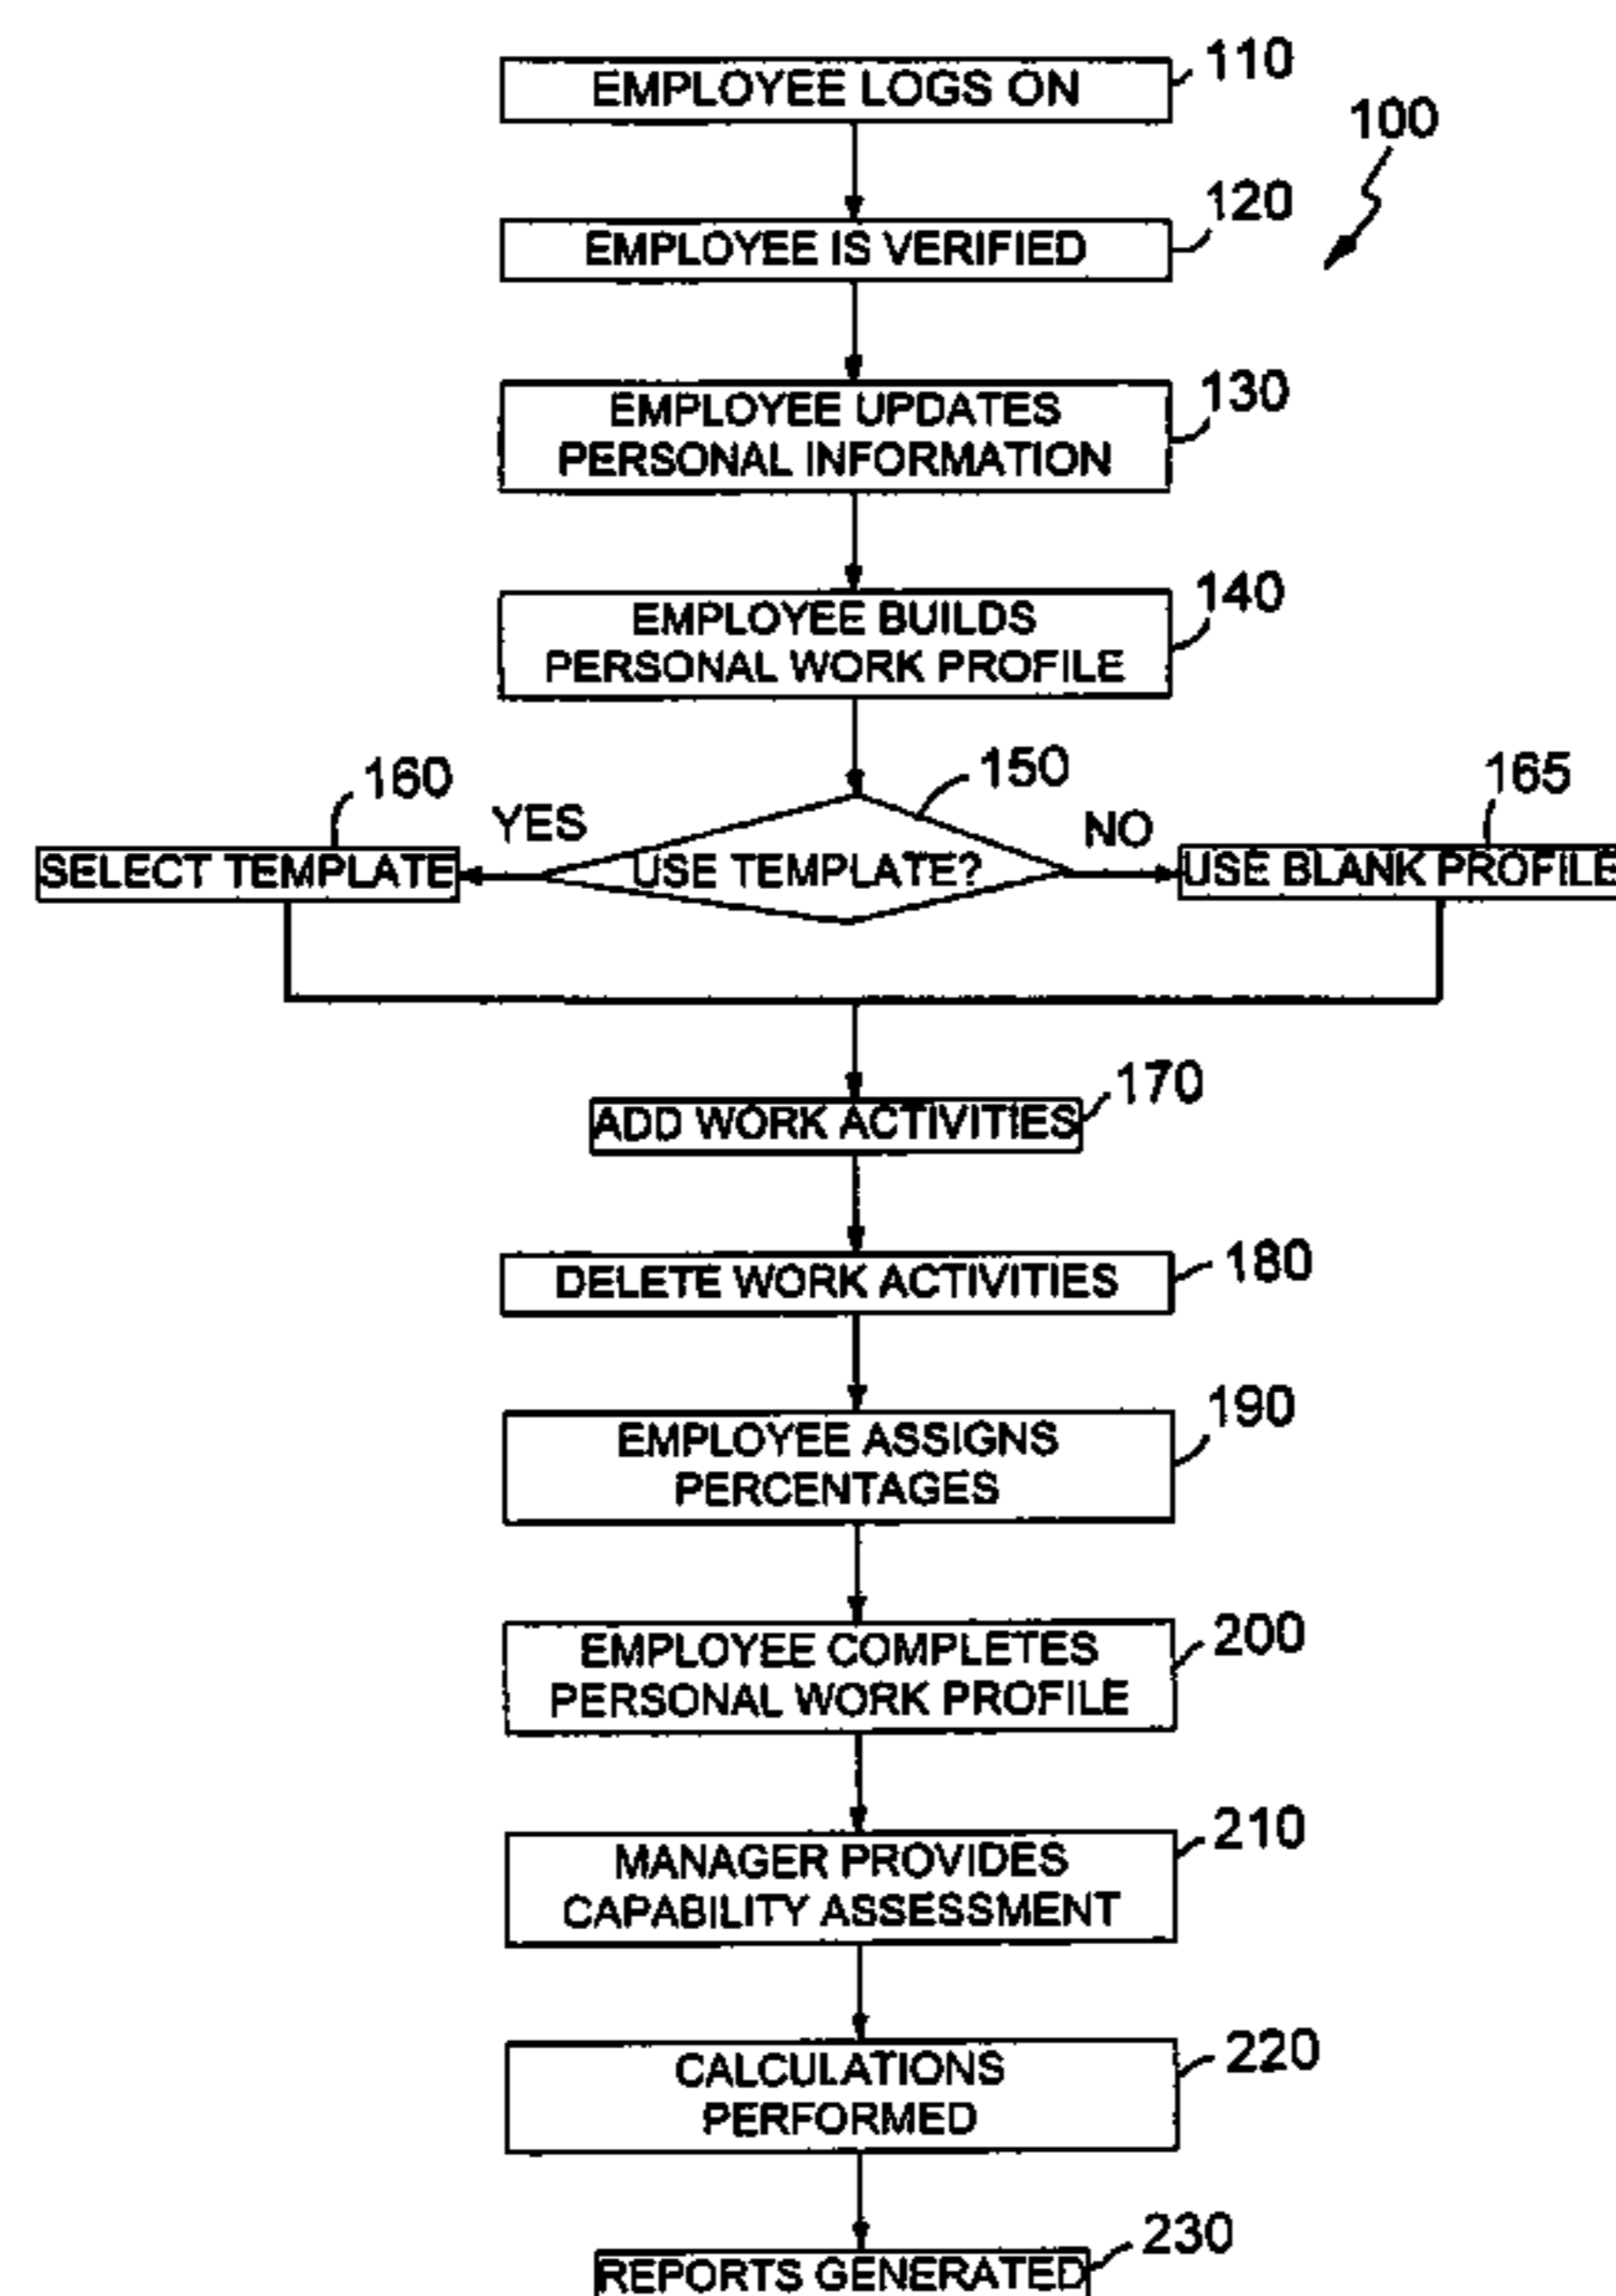 EMPLOYEE LOGS ON
110
100
EMPLOYEE IS VERIFIED
120
EMPLOYEE UPDATES
PERSONAL INFORMATION
130
EMPLOYEE BUILDS
PERSONAL WORK PROFILE
140
150
160
165
YES
NO
SELECT TEMPLATE
USE TEMPLATE?
USE BLANK PROFILE
170
ADD WORK ACTIVITIES
DELETE WORK ACTIVITIES
180
EMPLOYEE ASSIGNS
PERCENTAGES
190
EMPLOYEE COMPLETES
PERSONAL WORK PROFILE
200
MANAGER PROVIDES
CAPABILITY ASSESSMENT
210
CALCULATIONS
PERFORMED
220
230
REPORTS GENERATED